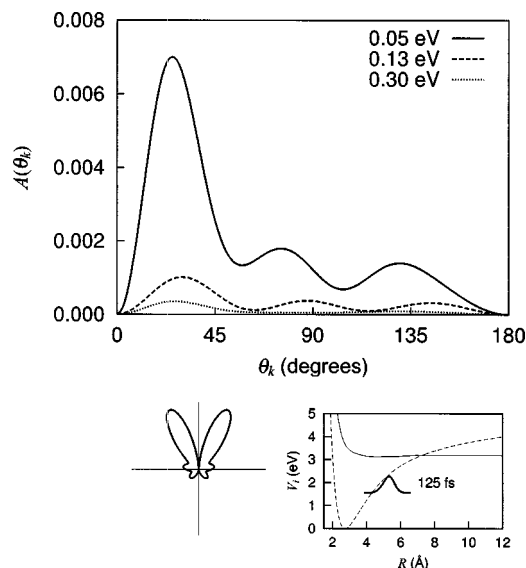 0.008
0.006
0.004
0.002
0.000
A(θk)
0.05 eV
0.13 eV
0.30 eV
0 45 90 135 180
θk (degrees)
5
4
3
2
1
0
Vi (eV)
125 fs
2 4 6 8 10 12
R (Å)